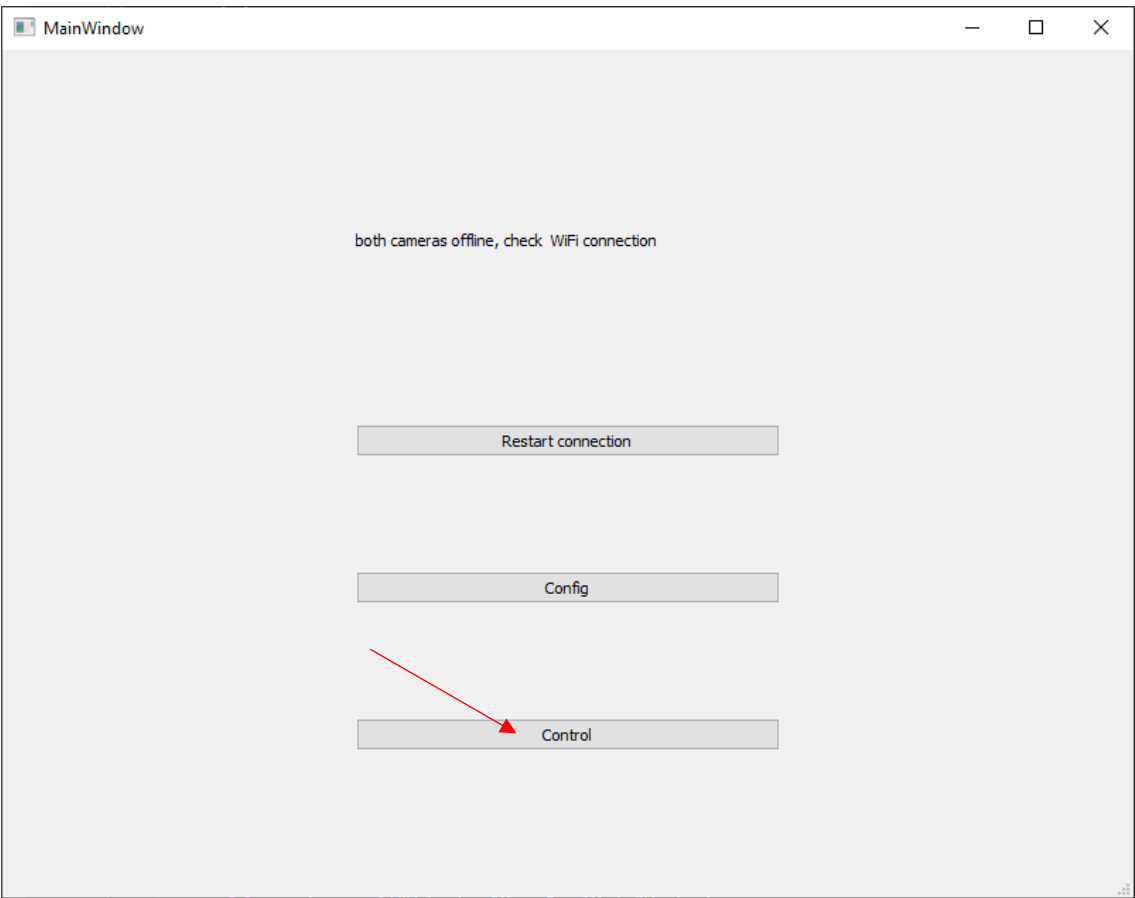 MainWindow
both cameras offline, check  WiFi connection
Restart connection
Config
Control